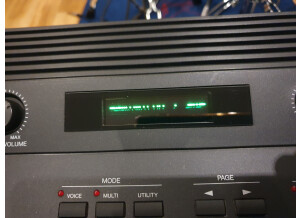 MAX
VOLUME
MODE
VOICE
MULTI
UTILITY
PAGE